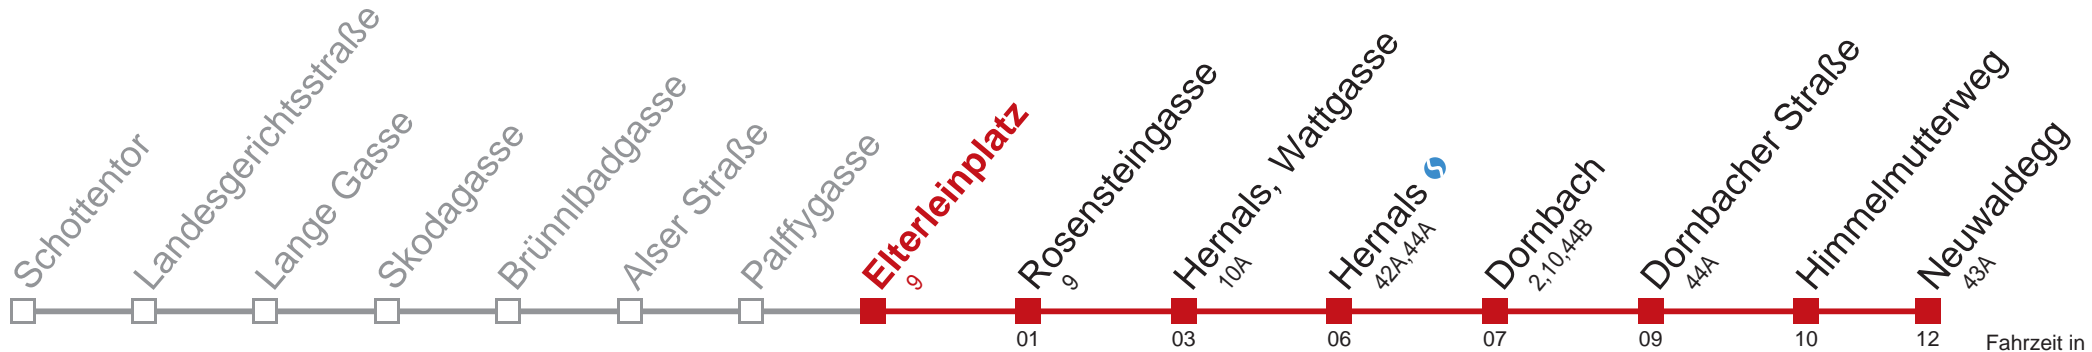 Schottentor
Landesgerichtsstraße
Lange Gasse
Skodagasse
Brünnlbadgasse
Alser Straße
Palffygasse
Elterleinplatz
9
Rosensteingasse
9
Hernals, Wattgasse
10A
Hernals
42A,44A
Dornbach
2,10,44B
Dornbacher Straße
44A
Himmelmutterweg
Neuwaldegg
43A
01 03 06 07 09 10 12
Fahrzeit in